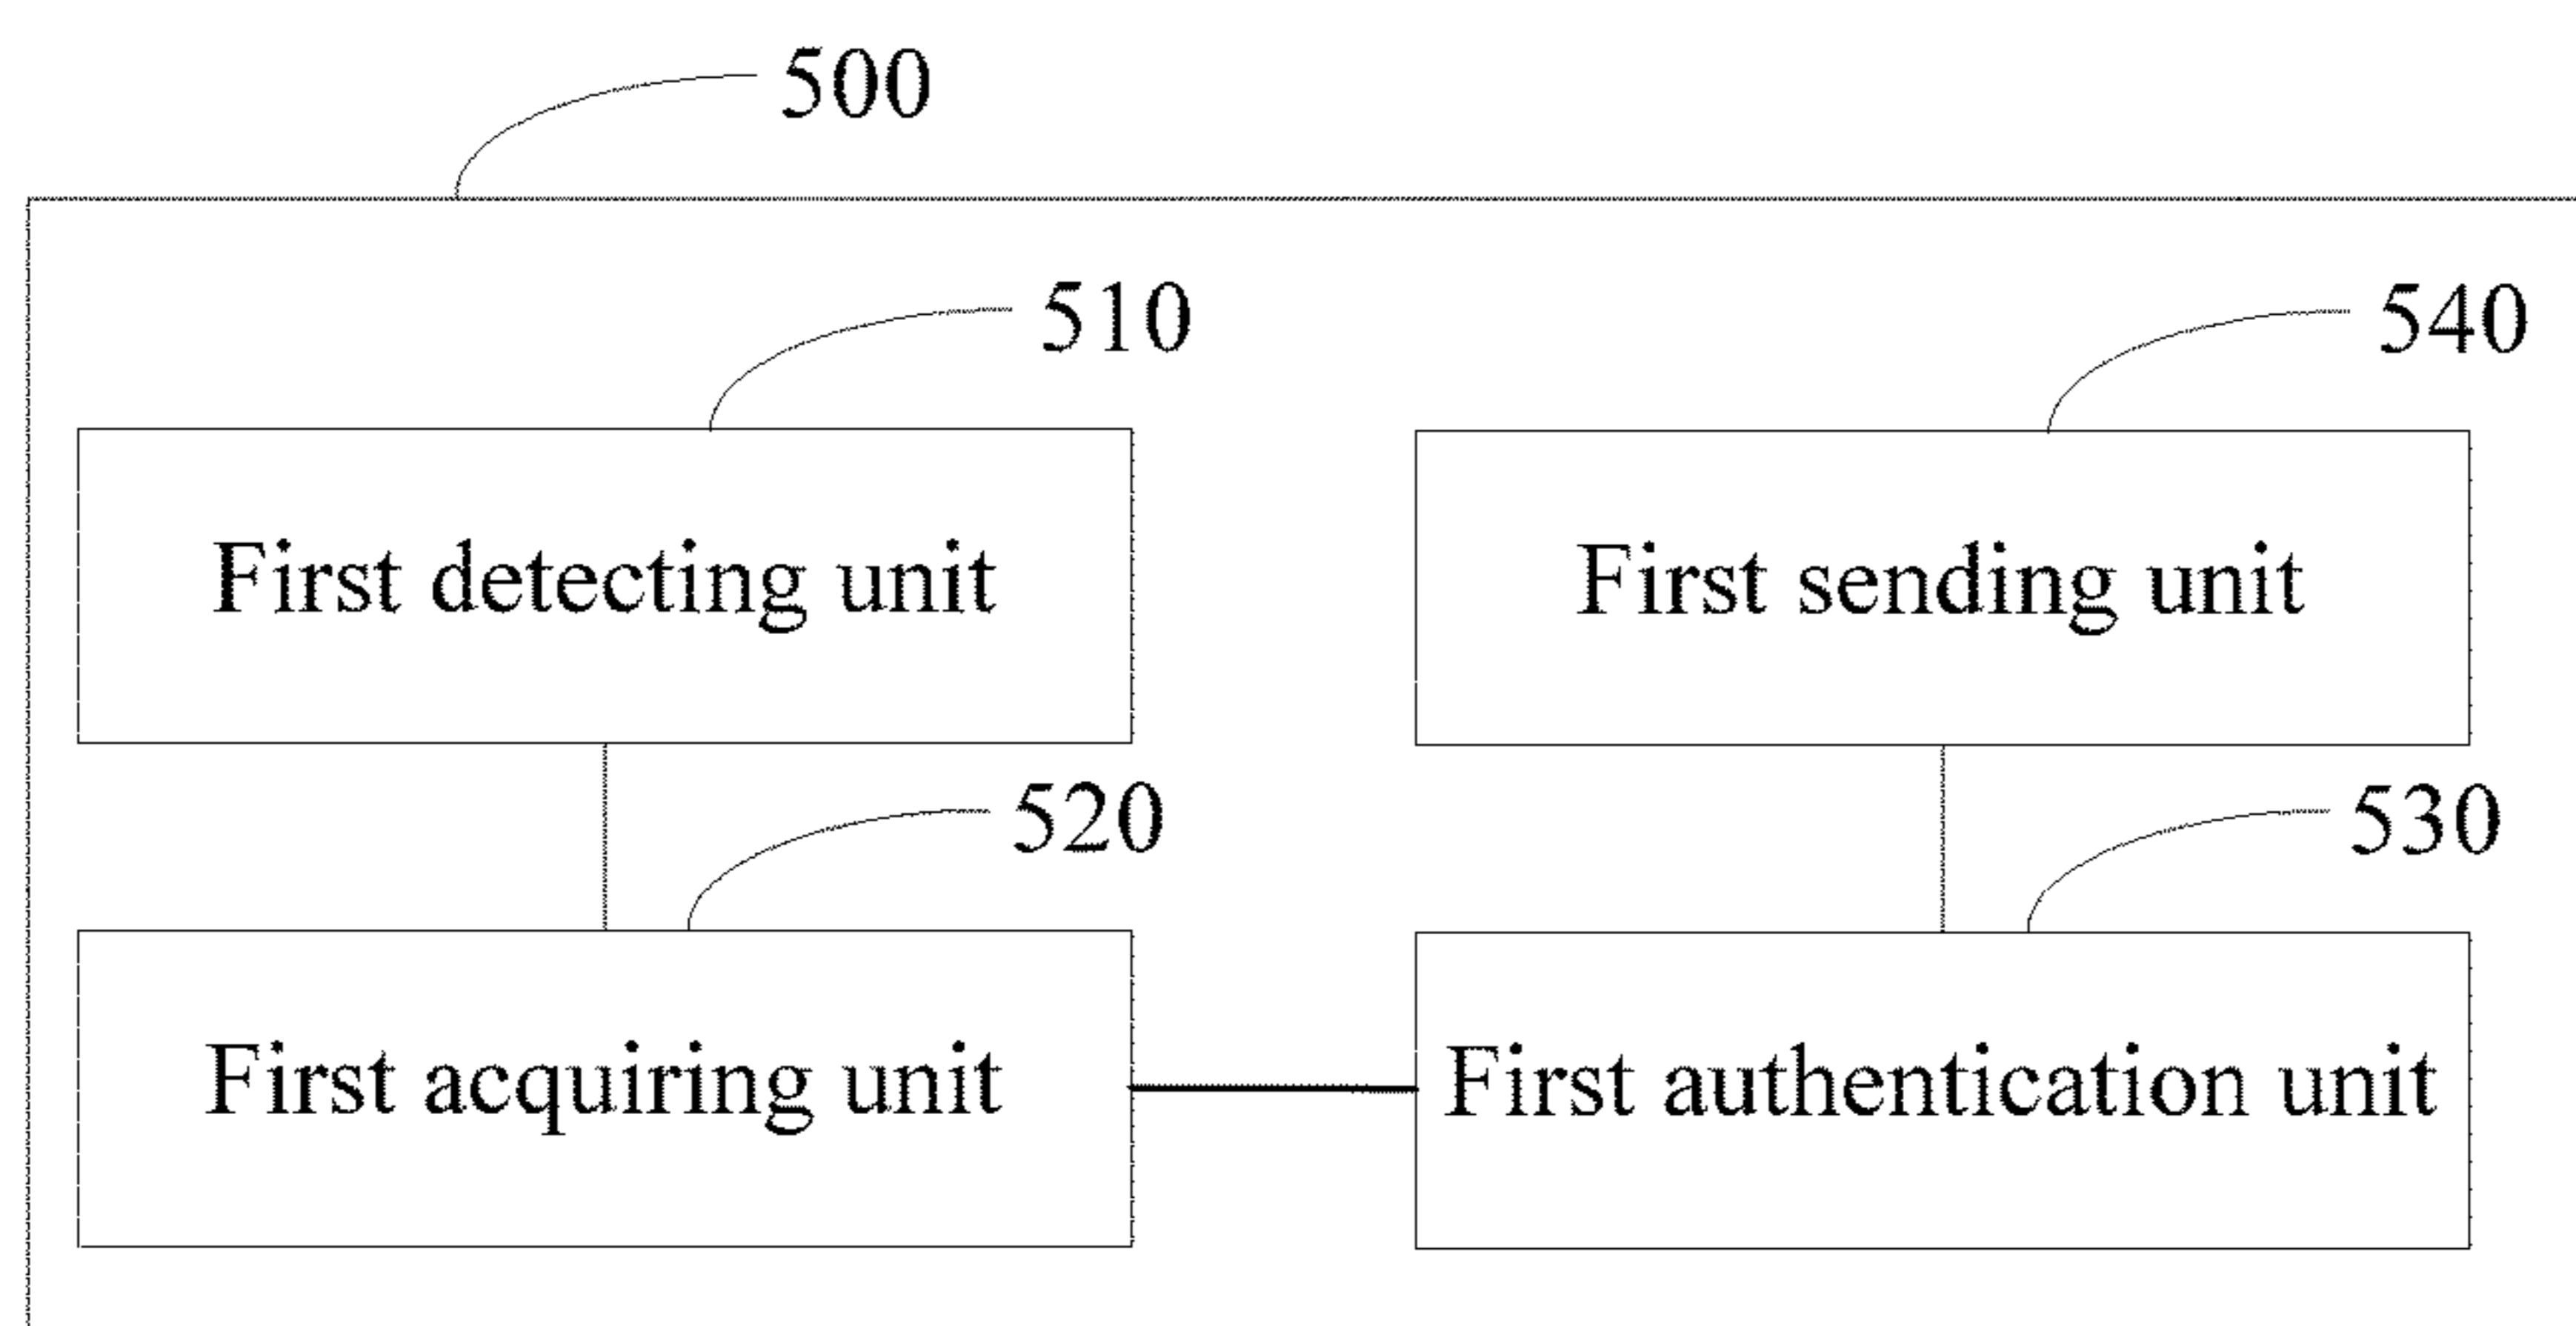 500
510
540
First detecting unit
First sending unit
520
530
First acquiring unit
First authentication unit